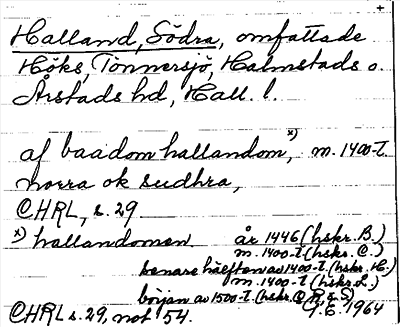 +
Halland, Södra, omfattade
Höks, Tönnersjö, Halmstads o.
Årstads hd, Hall. l.
af baadom hallandom x), m. 1400-t.
norra ok sudhra,
CHRL, s. 29
x) hallandomen år 1446 (hskr. B.)
m. 1400-t. (hskr. C.)
senare hälften av 1400-t. (hskr. H.)
m. 1400-t. (hskr. L.)
början av 1500-t. (hskr. Q, R o. S)
CHRL s. 29, not 54. G.E. 1964